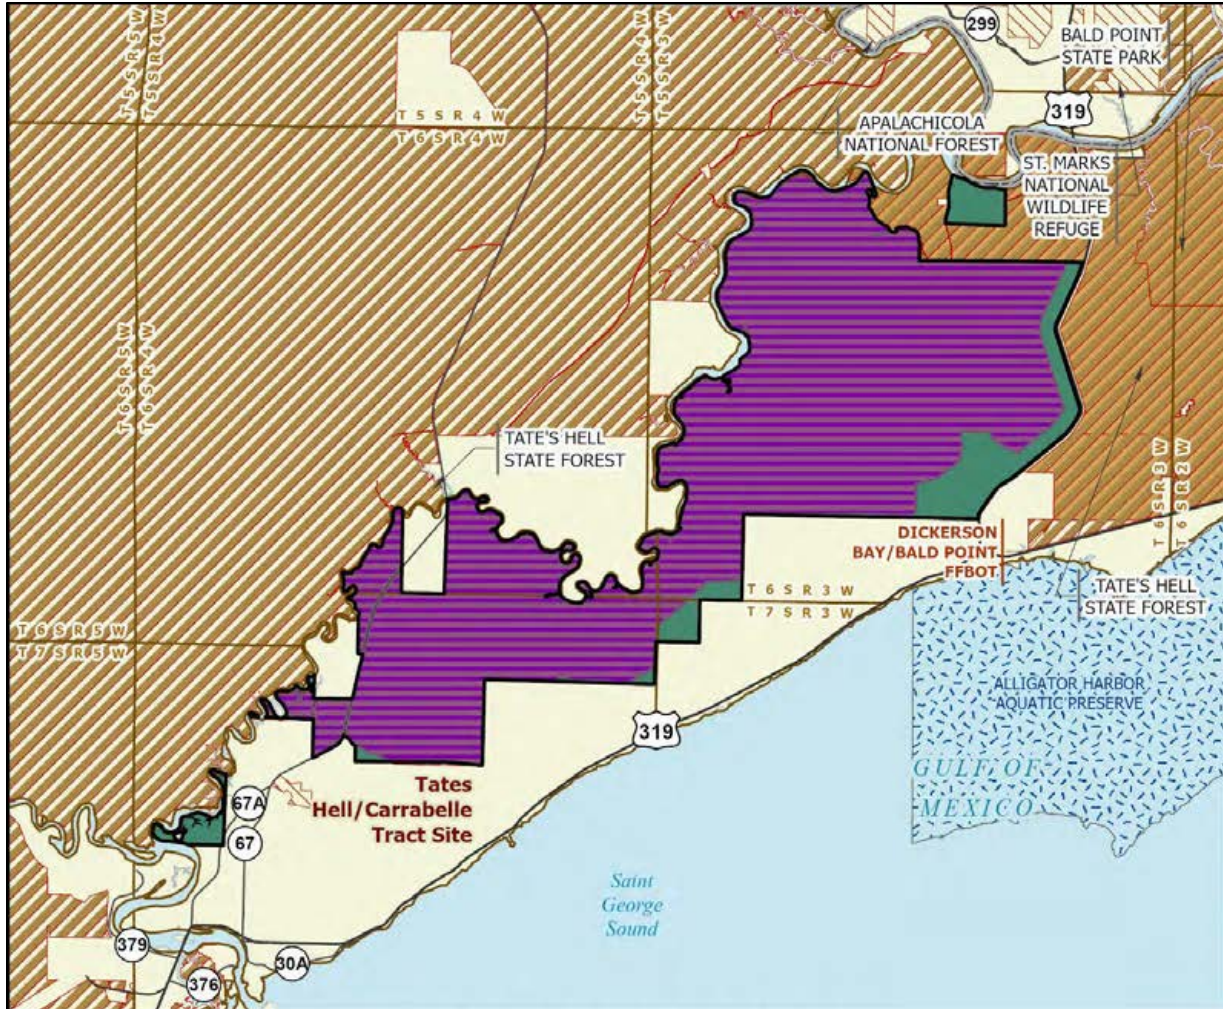 299
BALD POINT
STATE PARK
T 5 S R 5 W
T 5 S R 4 W
T 5 S R 4 W
T 5 S R 3 W
319
T 5 S R 4 W
T 6 S R 4 W
APALACHICOLA
NATIONAL FOREST
ST. MARKS
NATIONAL
WILDLIFE
REFUGE
T 6 S R 5 W
T 6 S R 4 W
TATE'S HELL
STATE FOREST
T 6 S R 3 W
T 6 S R 2 W
DICKERSON
BAY/BALD POINT
FFBOT
TATE'S HELL
STATE FOREST
T 6 S R 3 W
T 7 S R 3 W
T 6 S R 5 W
T 7 S R 5 W
ALLIGATOR HARBOR
AQUATIC PRESERVE
319
GULF OF
MEXICO
Tates
Hell/Carrabelle
Tract Site
67A
67
Saint
George
Sound
379
30A
376